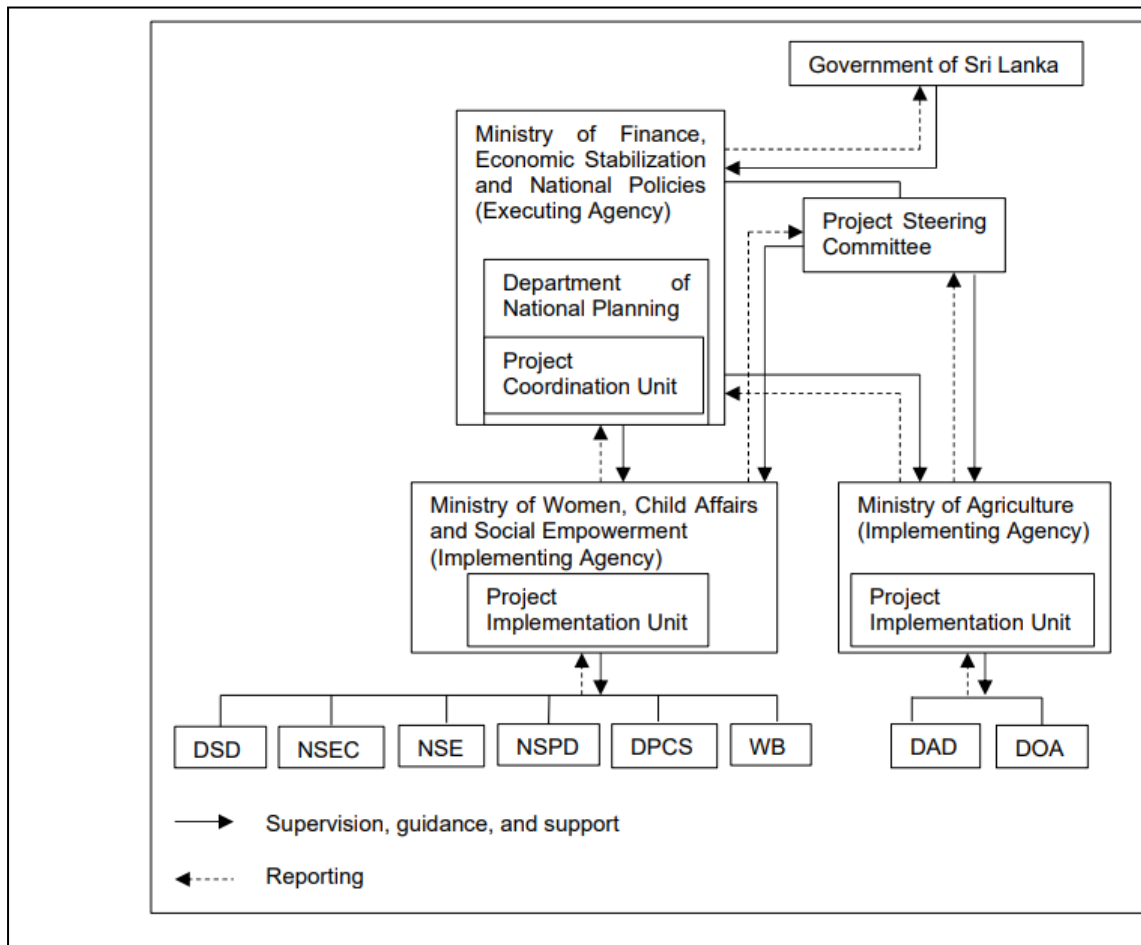 Government of Sri Lanka
Ministry of Finance,
Economic Stabilization
and National Policies
(Executing Agency)
Project Steering
Committee
Department of
National Planning
Project
Coordination Unit
Ministry of Women, Child Affairs
and Social Empowerment
(Implementing Agency)
Project
Implementation Unit
Ministry of Agriculture
(Implementing Agency)
Project
Implementation Unit
DSD
NSEC
NSE
NSPD
DPCS
WB
DAD
DOA
Supervision, guidance, and support
Reporting